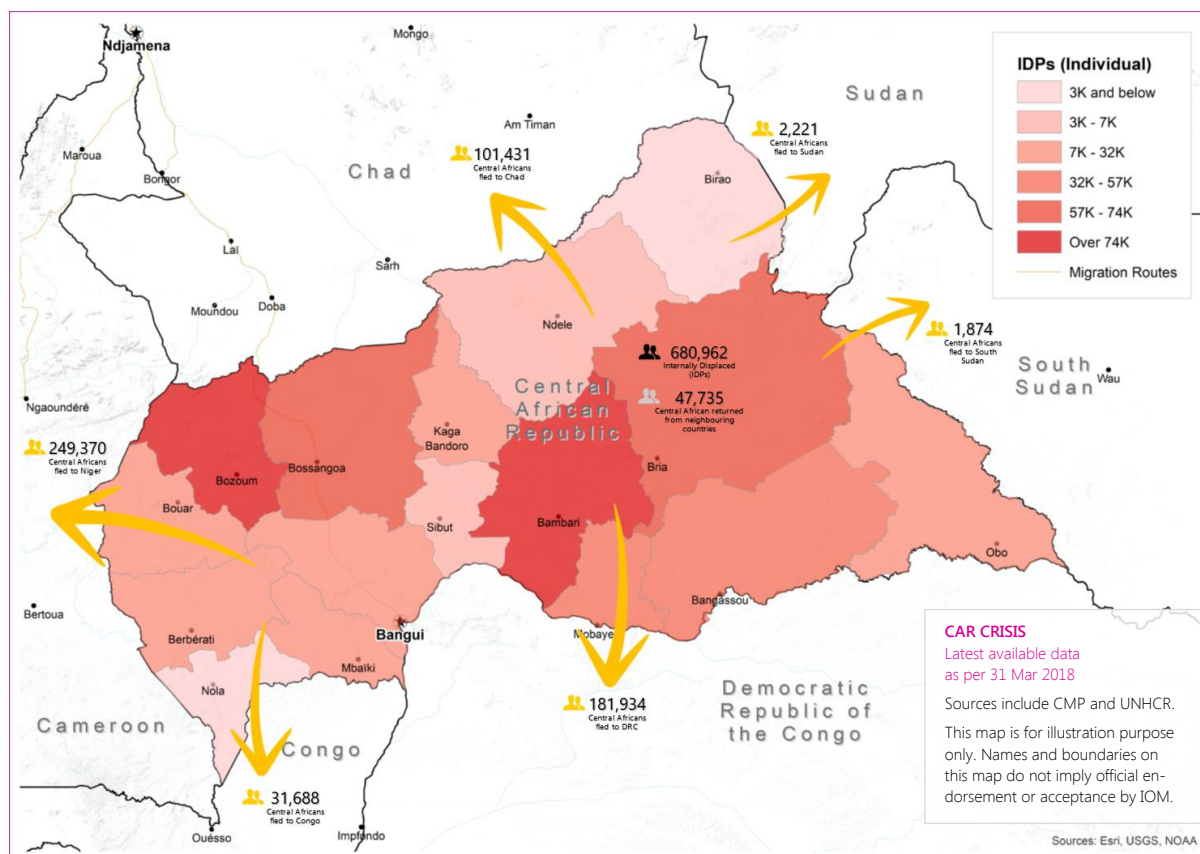 Mongo
Ndjamena
Sudan
Am Timan
2,221
Central Africans
fled to Sudan
Maroua
101,431
Central Africans
fled to Chad
Chad
Bongor
Birao
IDPs (Individual)
3K and below
3K - 7K
7K - 32K
32K - 57K
57K - 74K
Over 74K
Migration Routes
Laï
Sarh
Moundou
Doba
Ndele
1,874
Central Africans
fled to South
Sudan
680,962
Internally Displaced
(IDPs)
South
Sudan
Wau
Central
African
Republic
47,735
Central African returned
from neighbouring
countries
Ngaoundéré
249,370
Central Africans
fled to Niger
Kaga
Bandoro
Bossangoa
Bozoum
Bria
Bouar
Sibut
Bambari
Obo
Bertoua
Bangassou
Berbérati
Bangui
Mobaye
Mbaïki
Nola
Cameroon
Congo
181,934
Central Africans
fled to DRC
Democratic
Republic of
the Congo
31,688
Central Africans
fled to Congo
Ouésso
Impfondo
CAR CRISIS
Latest available data
as per 31 Mar 2018
Sources include CMP and UNHCR.
This map is for illustration purpose
only. Names and boundaries on
this map do not imply official en-
dorsement or acceptance by IOM.
Sources: Esri, USGS, NOAA